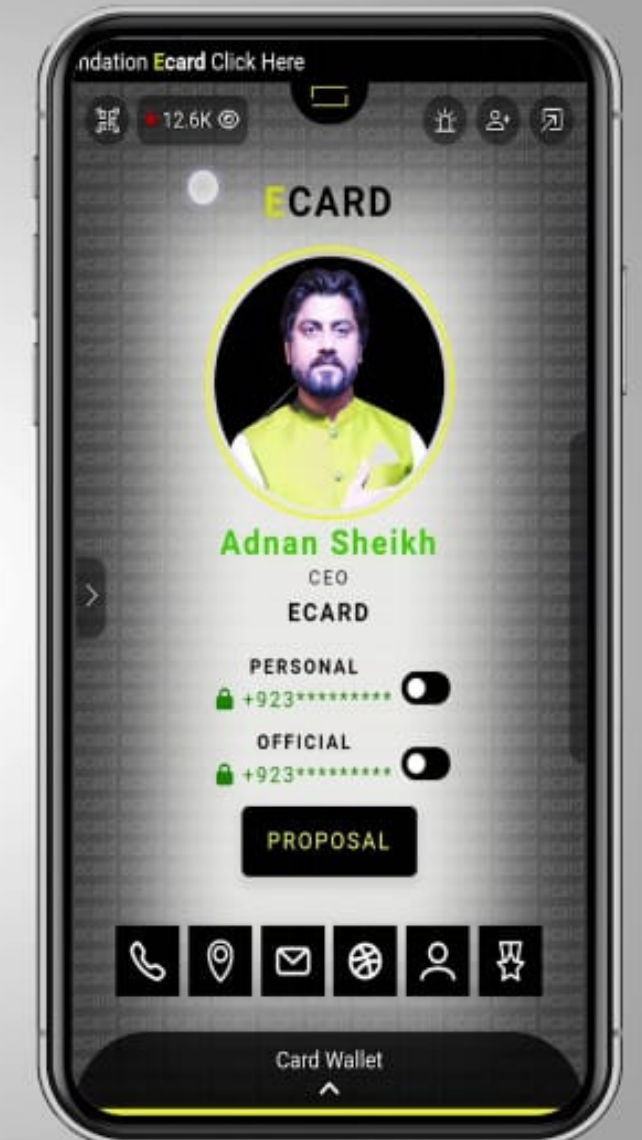 ndation Ecard Click Here
12.6K
ECARD
Adnan Sheikh
CEO
ECARD
PERSONAL
+923*********
OFFICIAL
+923*********
PROPOSAL
Card Wallet